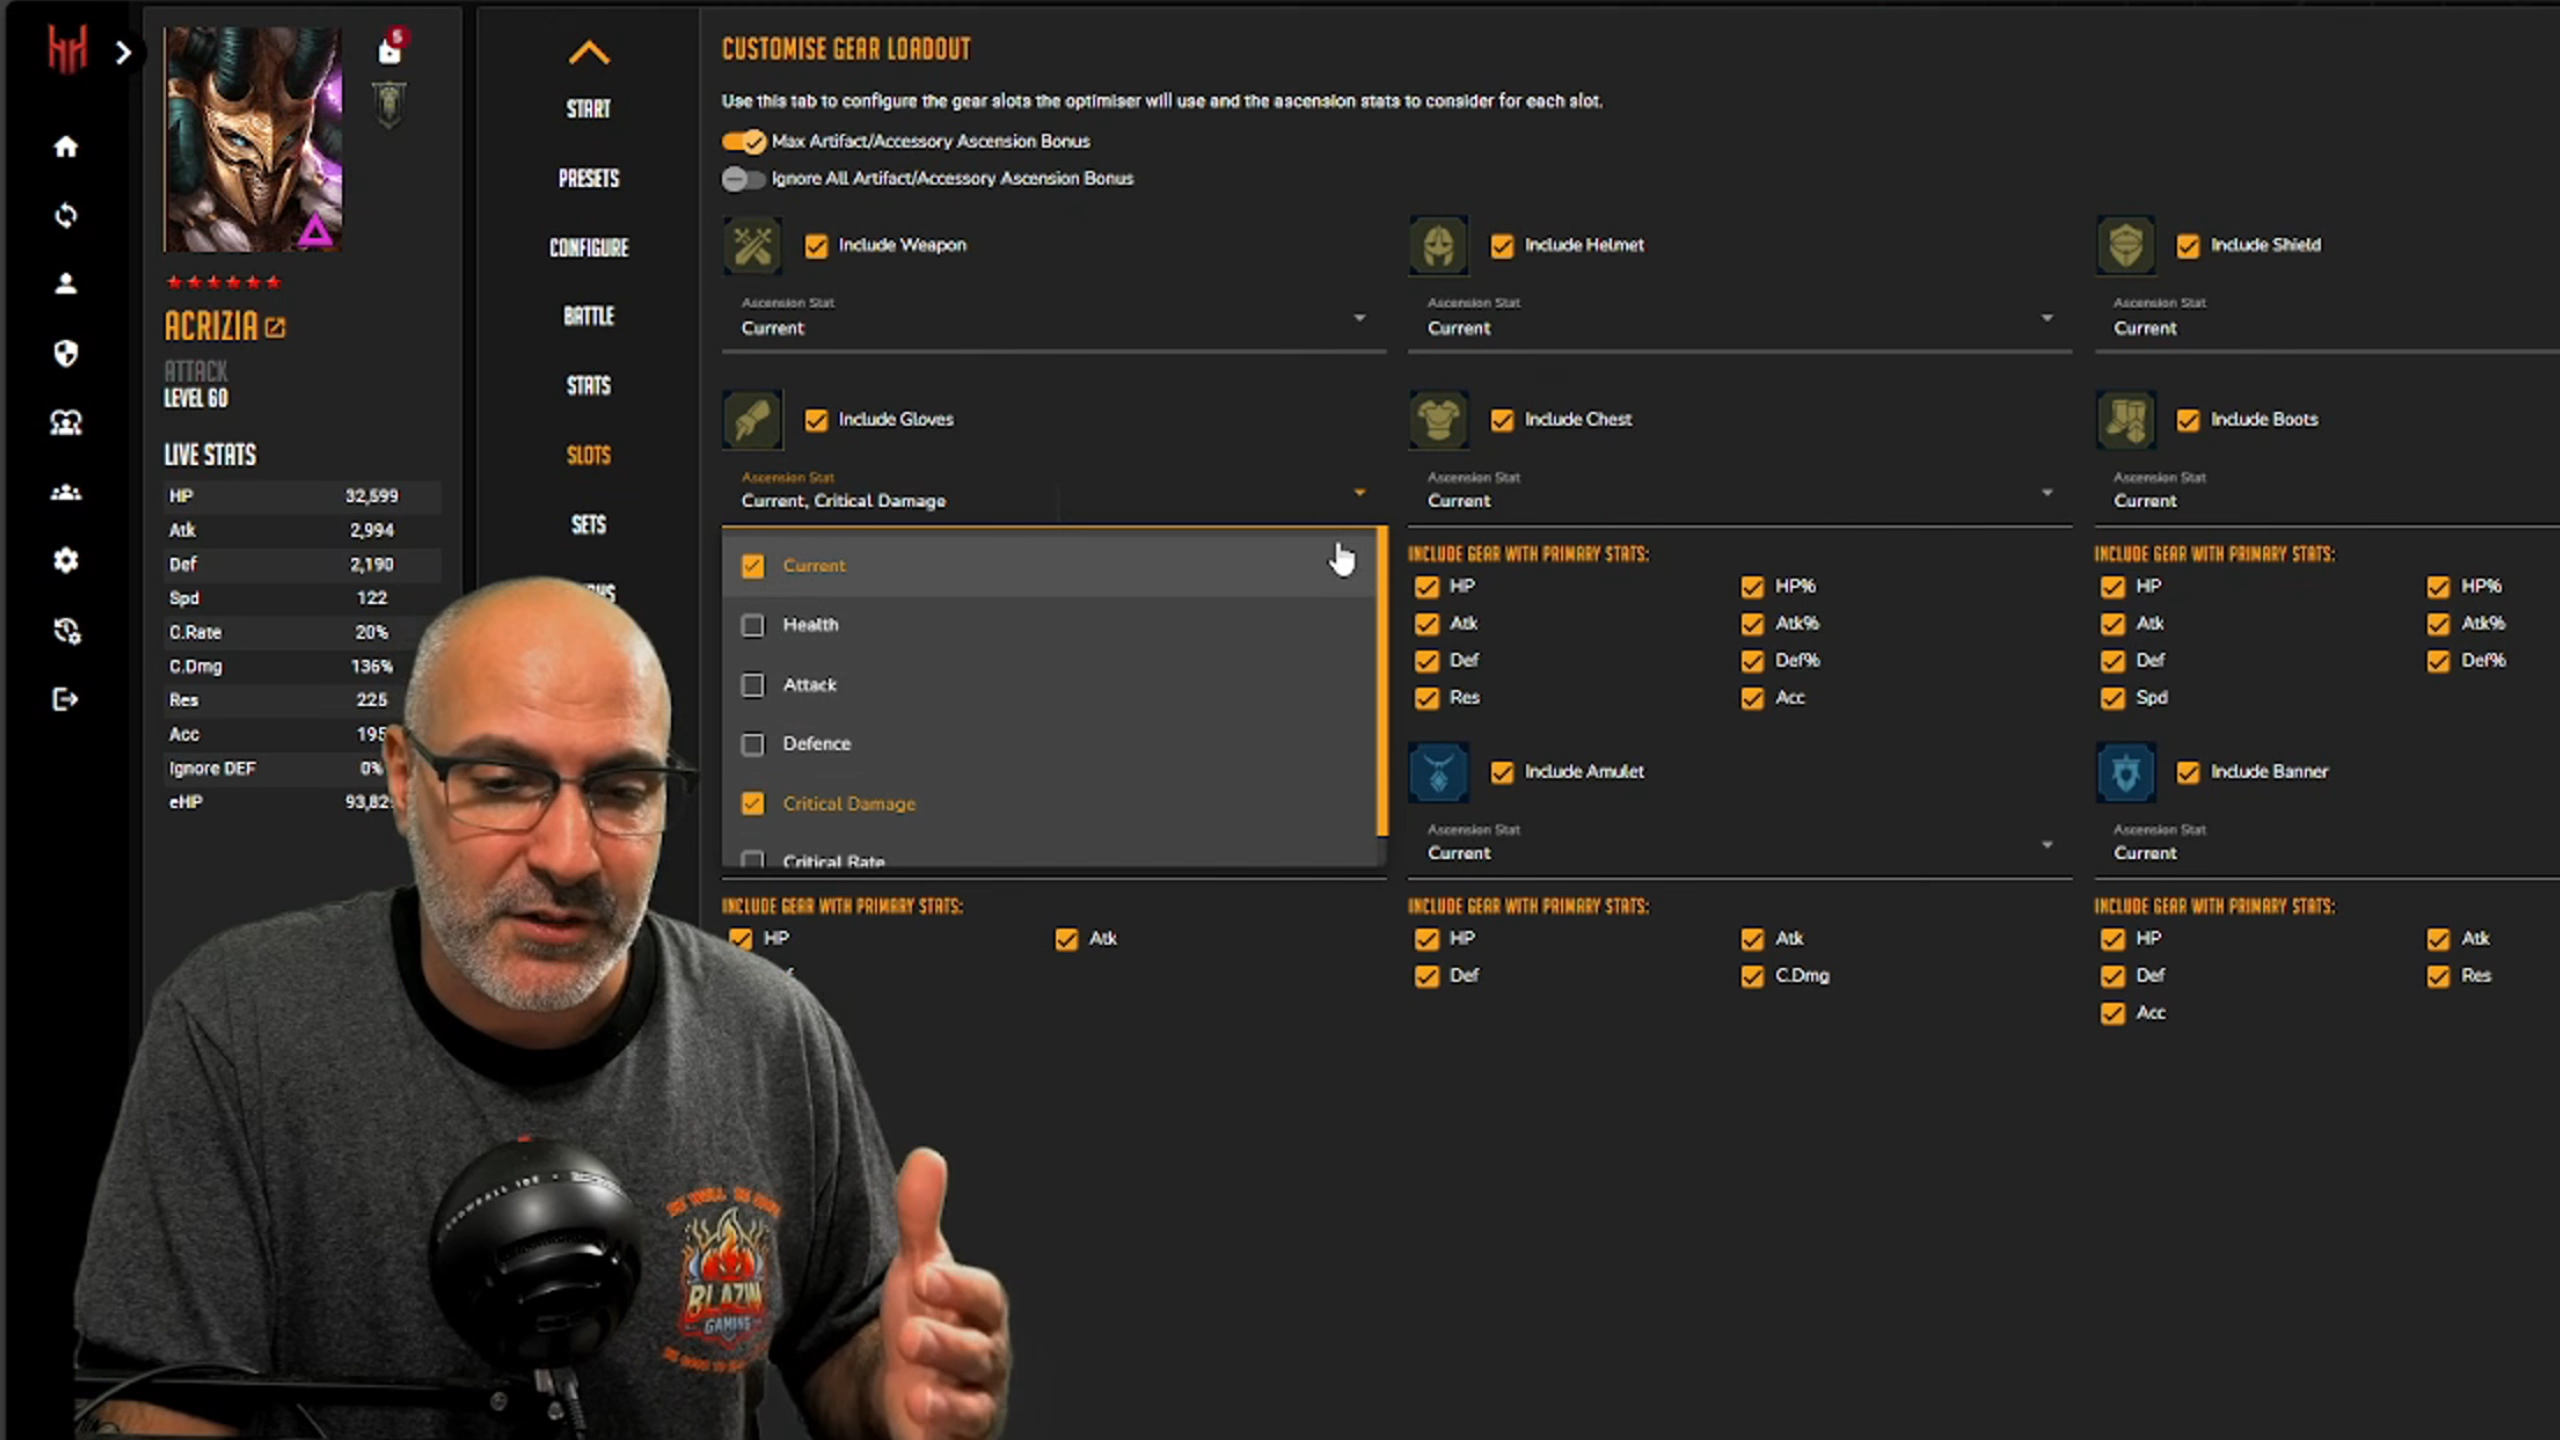 5
ACRIZIA
ATTACK
LEVEL 60
LIVE STATS
HP 32,599
Atk 2,994
Def 2,190
Spd 122
C.Rate 20%
C.Dmg 136%
Res 225
Acc 195
Ignore DEF 0%
eHP
START
PRESETS
CONFIGURE
BATTLE
STATS
SLOTS
SETS
CUSTOMISE GEAR LOADOUT
Use this tab to configure the gear slots the optimiser will use and the ascension stats to consider for each slot.
Max Artifact/Accessory Ascension Bonus
Ignore All Artifact/Accessory Ascension Bonus
Include Weapon
Ascension Stat
Current
Include Helmet
Ascension Stat
Current
Include Shield
Ascension Stat
Current
Include Gloves
Ascension Stat
Current, Critical Damage
Current
Health
Attack
Defence
Critical Damage
Critical Rate
Include Chest
Ascension Stat
Current
INCLUDE GEAR WITH PRIMARY STATS:
HP HP%
Atk Atk%
Def Def%
Res Acc
Include Boots
Ascension Stat
Current
INCLUDE GEAR WITH PRIMARY STATS:
HP HP%
Atk Atk%
Def Def%
Spd
INCLUDE GEAR WITH PRIMARY STATS:
HP Atk
Include Amulet
Ascension Stat
Current
INCLUDE GEAR WITH PRIMARY STATS:
HP Atk
Def C.Dmg
Include Banner
Ascension Stat
Current
INCLUDE GEAR WITH PRIMARY STATS:
HP Atk
Def Res
Acc
BLAZIN
GAMING